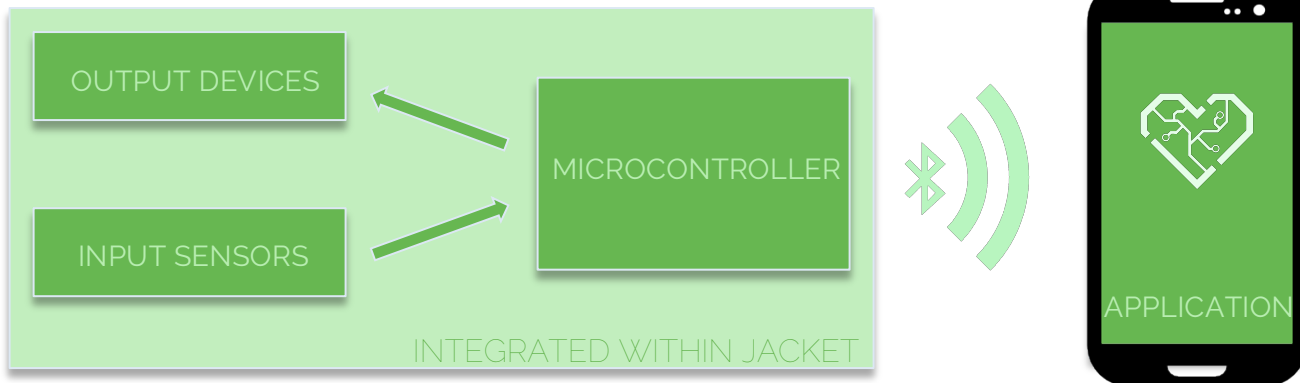 OUTPUT DEVICES
MICROCONTROLLER
INPUT SENSORS
APPLICATION
INTEGRATED WITHIN JACKET